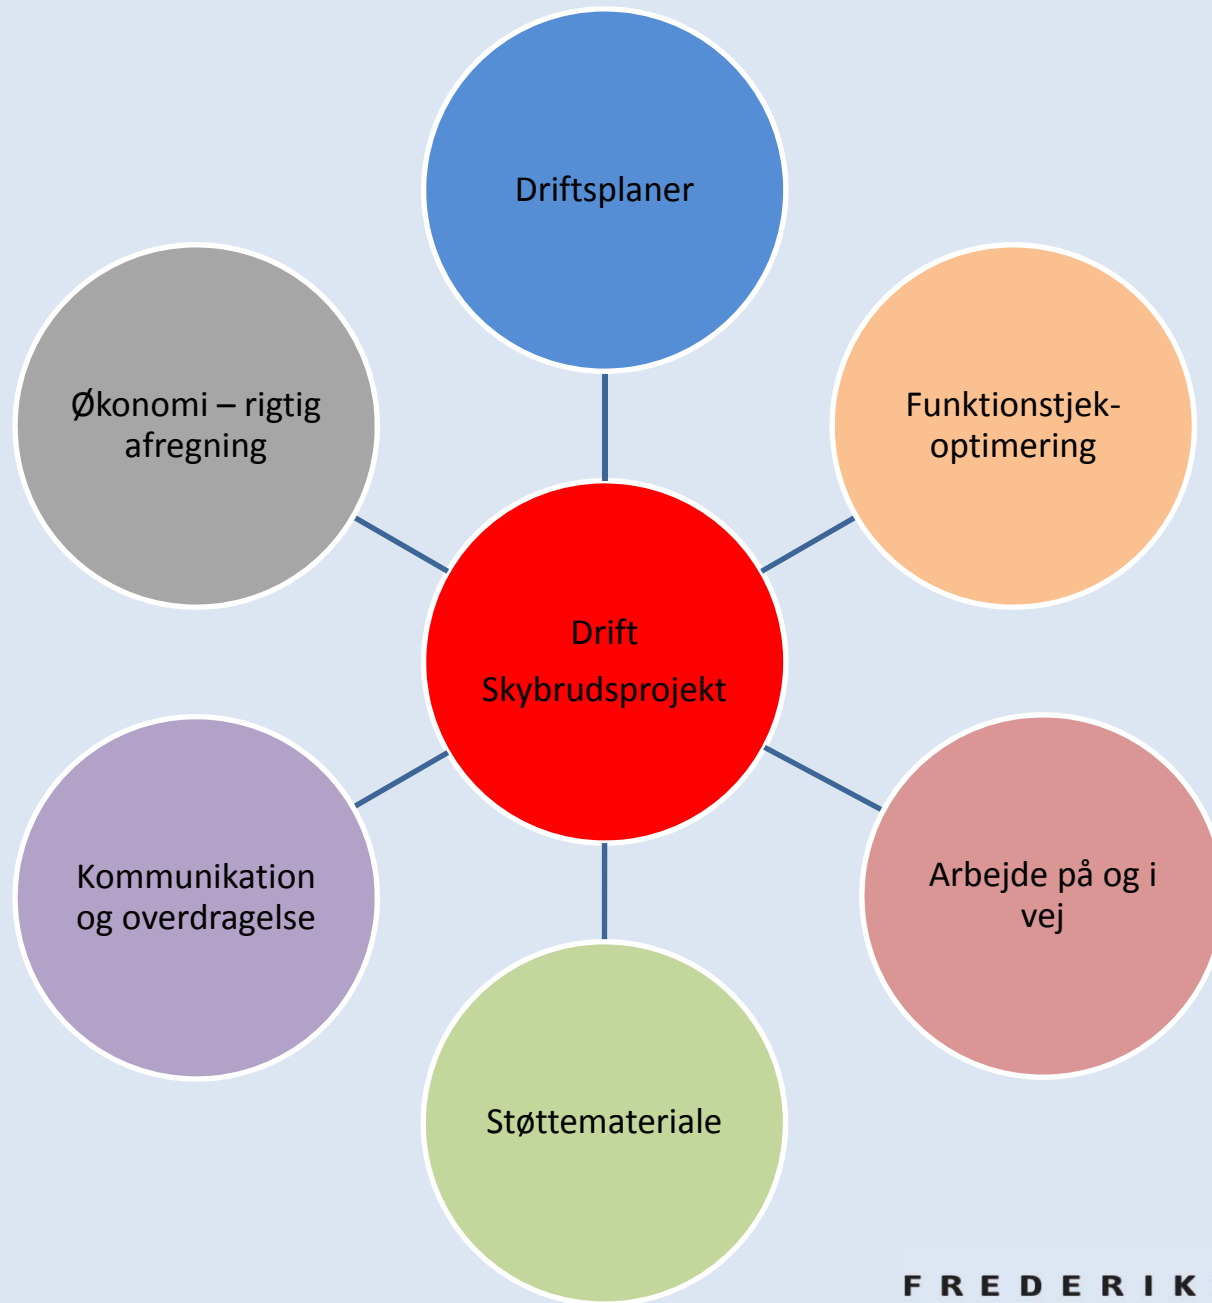 Driftsplaner
Økonomi – rigtig
afregning
Funktionstjek-
optimering
Drift
Skybrudsprojekt
Kommunikation
og overdragelse
Arbejde på og i
vej
Støttemateriale
FREDERIK